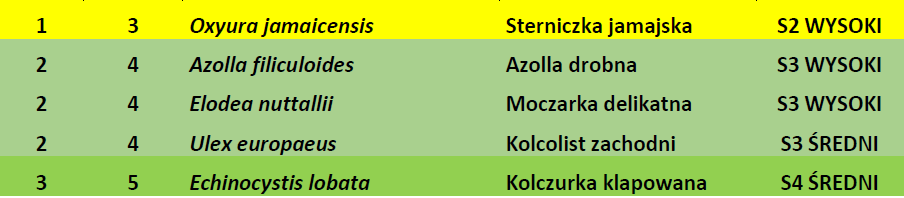 1 3 Oxyura jamaicensis Sterniczka jamajska S2 WYSOKI
2 4 Azolla filiculoides Azolla drobna S3 WYSOKI
2 4 Elodea nuttallii Moczarka delikatna S3 WYSOKI
2 4 Ulex europaeus Kolcolist zachodni S3 ŚREDNI
3 5 Echinocystis lobata Kolczurka klapowana S4 ŚREDNI